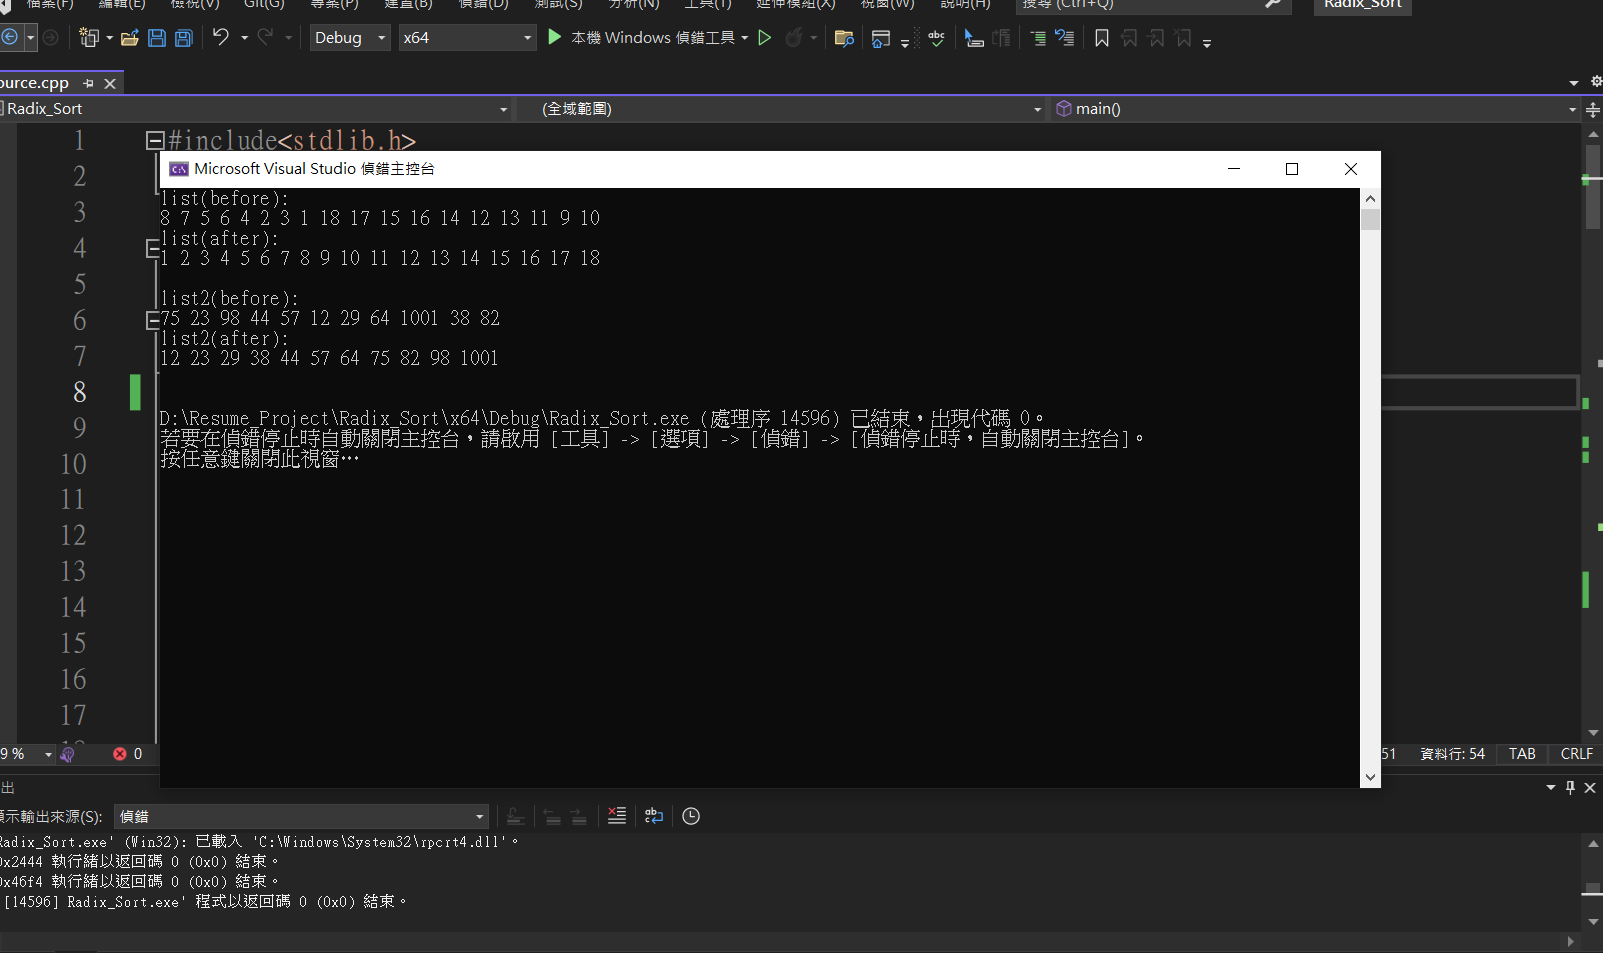 檔案(F) 編輯(E) 檢視(V) Git(G) 專案(P) 建置(B) 偵錯(D) 測試(S) 分析(N) 工具(T) 延伸模組(X) 視窗(W) 說明(H) 搜尋 (Ctrl+Q) Radix_Sort
Debug x64 本機 Windows 偵錯工具
ource.cpp
Radix_Sort (全域範圍) main()
1 #include<stdlib.h>
2
3
4
5
6
7
8
9
10
11
12
13
14
15
16
17
Microsoft Visual Studio 偵錯主控台
list(before):
8 7 5 6 4 2 3 1 18 17 15 16 14 12 13 11 9 10
list(after):
1 2 3 4 5 6 7 8 9 10 11 12 13 14 15 16 17 18
list2(before):
75 23 98 44 57 12 29 64 1001 38 82
list2(after):
12 23 29 38 44 57 64 75 82 98 1001
D:\Resume_Project\Radix_Sort\x64\Debug\Radix_Sort.exe (處理序 14596) 已結束，出現代碼 0。
若要在偵錯停止時自動關閉主控台，請啟用 [工具] -> [選項] -> [偵錯] -> [偵錯停止時，自動關閉主控台]。
按任意鍵關閉此視窗…
9 % 0 51 資料行: 54 TAB CRLF
出
示輸出來源(S): 偵錯
Radix_Sort.exe' (Win32): 已載入 'C:\Windows\System32\rpcrt4.dll'。
0x2444 執行緒以返回碼 0 (0x0) 結束。
0x46f4 執行緒以返回碼 0 (0x0) 結束。
[14596] Radix_Sort.exe' 程式以返回碼 0 (0x0) 結束。